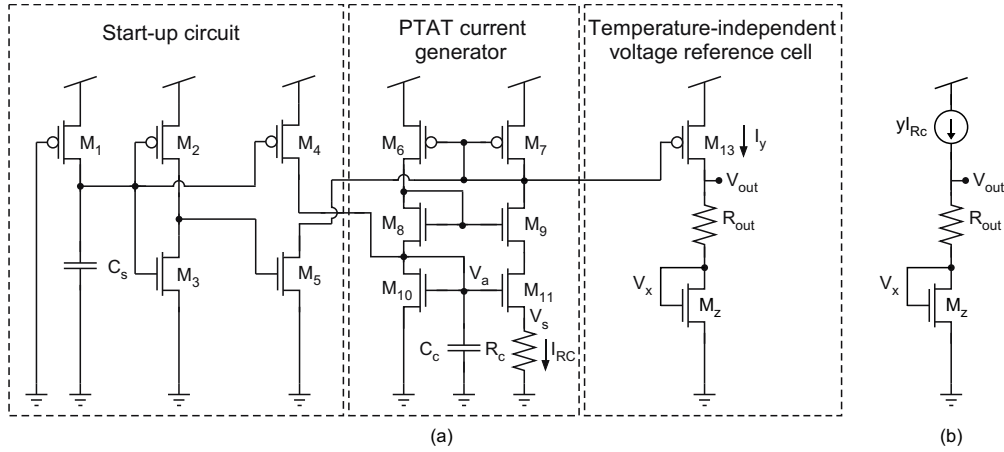 Start-up circuit
PTAT current
generator
Temperature-independent
voltage reference cell
M1
M2
M4
M6
M7
M13
Iy
yIRc
Vout
Vout
M8
M9
Rout
Rout
Cs
M3
M5
M10
Va
M11
Vx
Mz
Vx
Mz
Vs
Cc
Rc
IRC
(a)
(b)